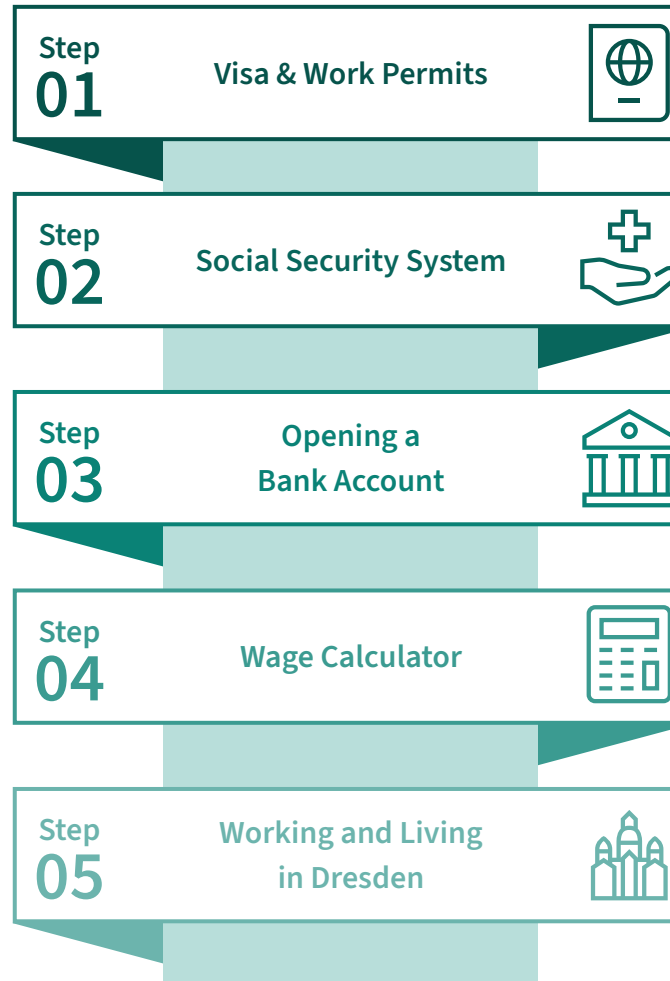 Step
01
Visa & Work Permits
Step
02
Social Security System
Step
03
Opening a
Bank Account
Step
04
Wage Calculator
Step
05
Working and Living
in Dresden